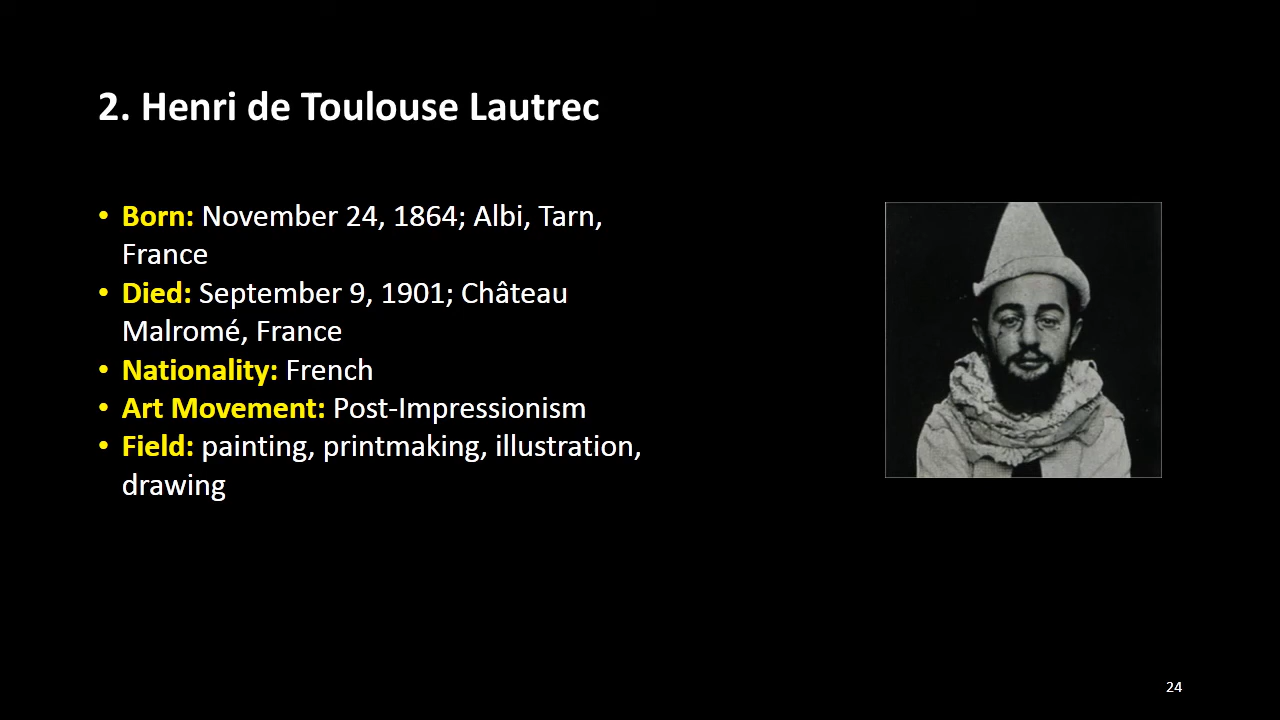 2. Henri de Toulouse Lautrec
• Born: November 24, 1864; Albi, Tarn,
France
• Died: September 9, 1901; Château
Malromé, France
• Nationality: French
• Art Movement: Post-Impressionism
• Field: painting, printmaking, illustration,
drawing
24